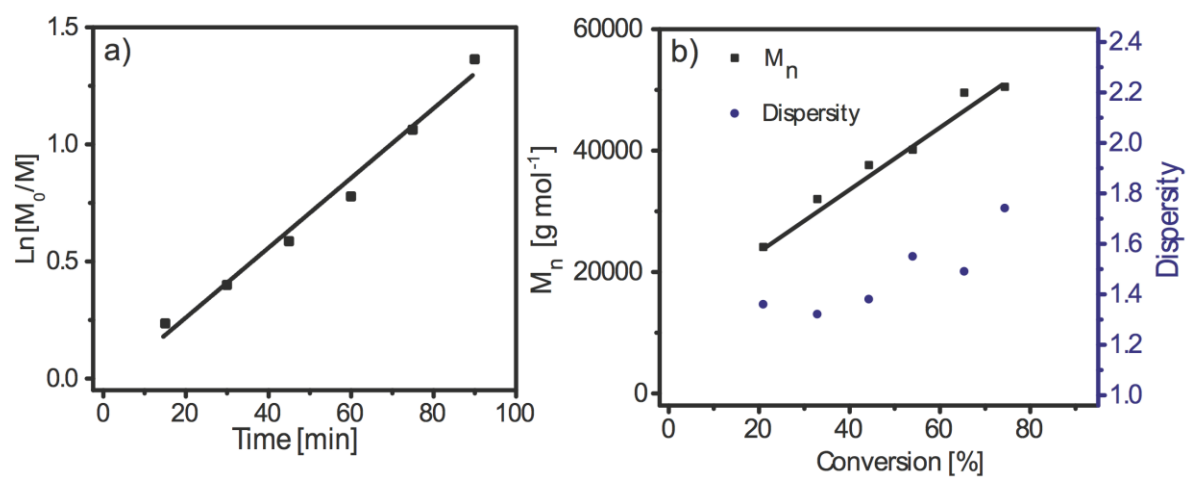 a)
1.5
1.0
0.5
0.0
Ln [M₀/M]
0 20 40 60 80 100
Time [min]
b)
Mₙ
Dispersity
60000
40000
20000
0
Mₙ [g mol⁻¹]
2.4
2.2
2.0
1.8
1.6
1.4
1.2
1.0
Dispersity
0 20 40 60 80
Conversion [%]